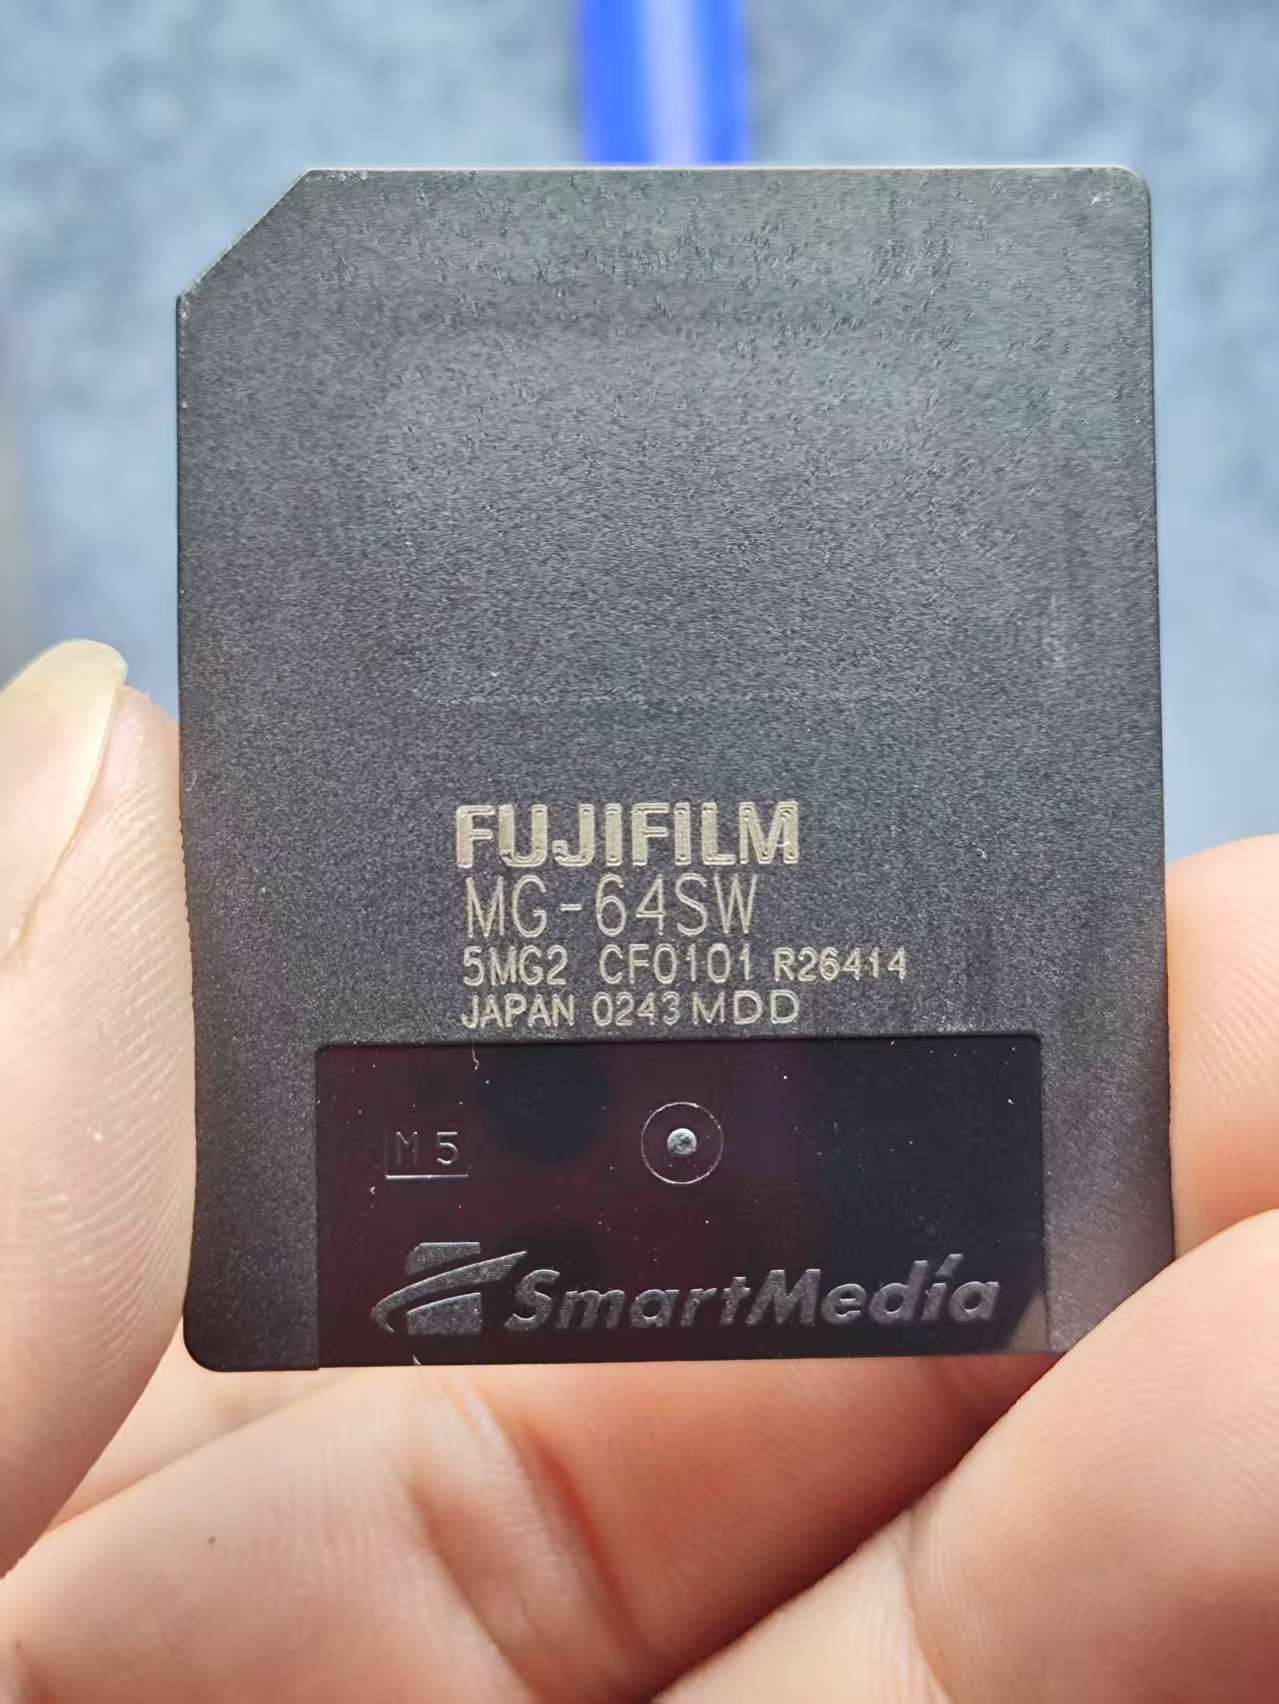 FUJIFILM
MG-64SW
5MG2 CF0101 R26414
JAPAN 0243 MDD
M5
SmartMedia